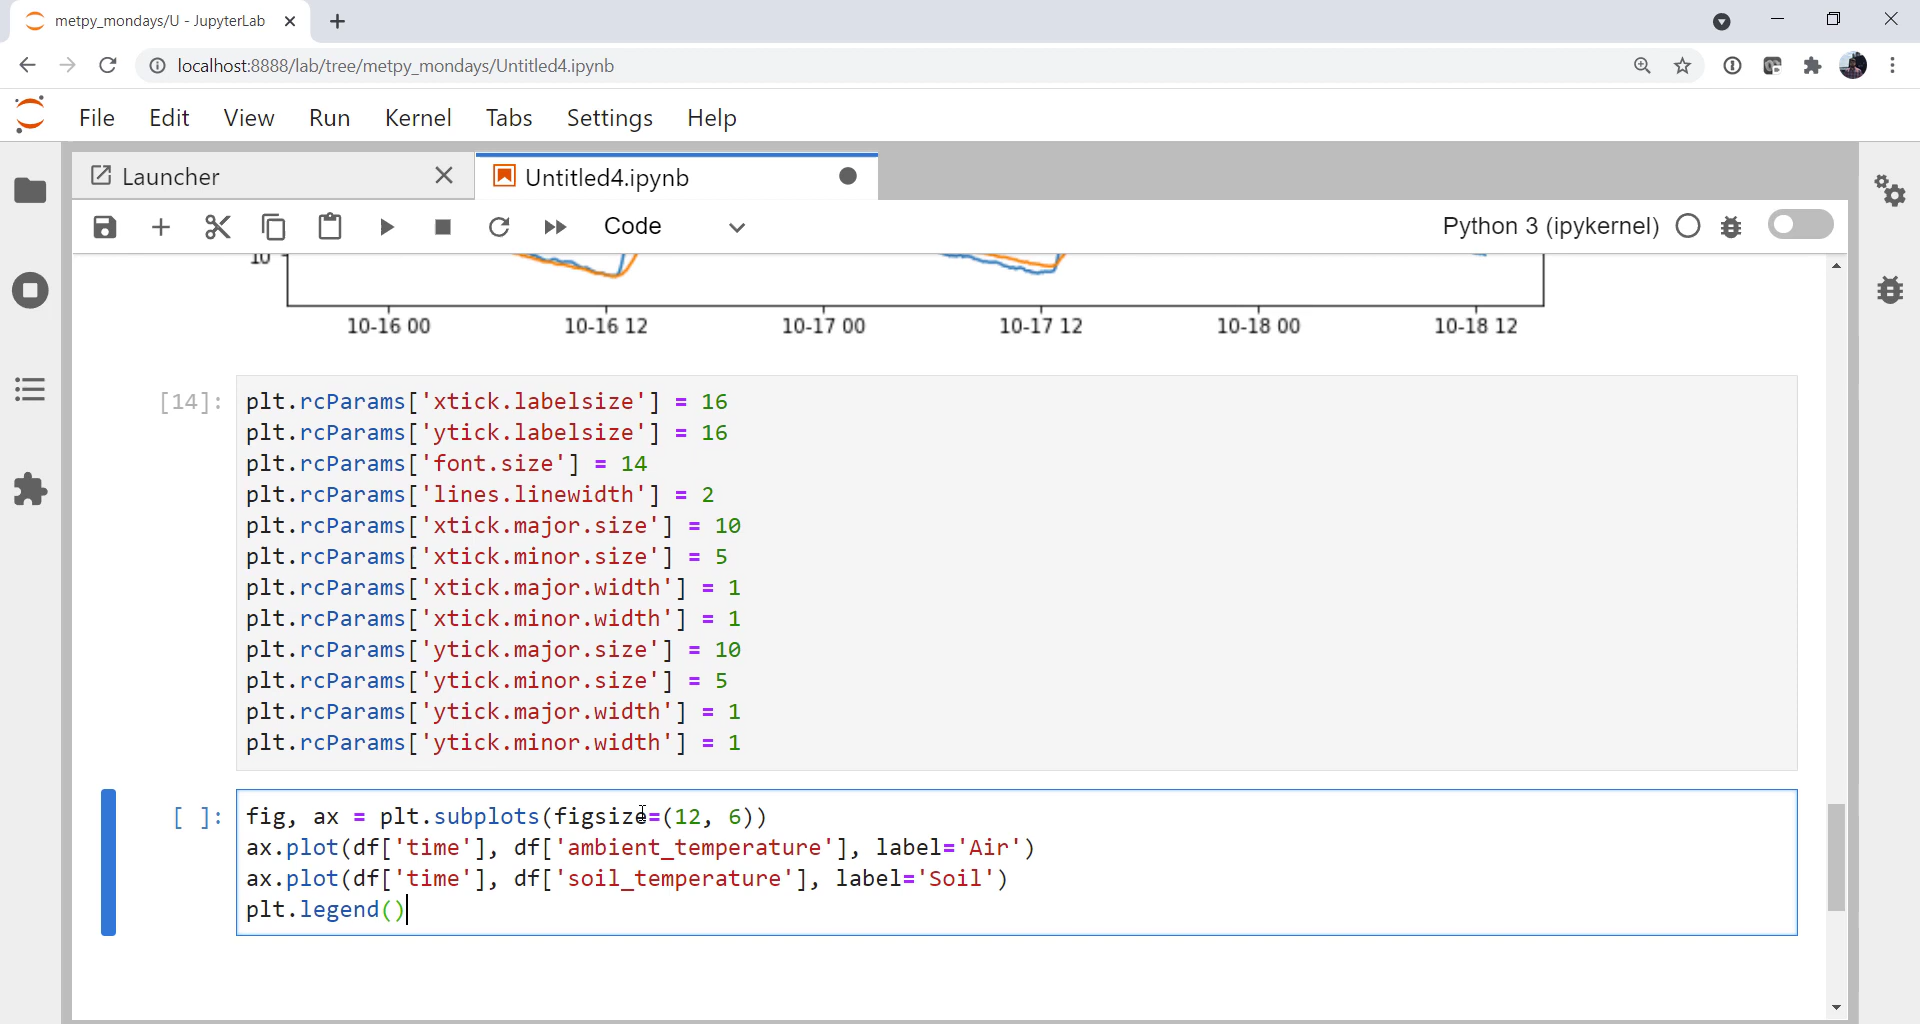 metpy_mondays/U - JupyterLab
localhost:8888/lab/tree/metpy_mondays/Untitled4.ipynb
File Edit View Run Kernel Tabs Settings Help
Launcher Untitled4.ipynb
Code Python 3 (ipykernel)
10
10-16 00 10-16 12 10-17 00 10-17 12 10-18 00 10-18 12
[14]: plt.rcParams['xtick.labelsize'] = 16
plt.rcParams['ytick.labelsize'] = 16
plt.rcParams['font.size'] = 14
plt.rcParams['lines.linewidth'] = 2
plt.rcParams['xtick.major.size'] = 10
plt.rcParams['xtick.minor.size'] = 5
plt.rcParams['xtick.major.width'] = 1
plt.rcParams['xtick.minor.width'] = 1
plt.rcParams['ytick.major.size'] = 10
plt.rcParams['ytick.minor.size'] = 5
plt.rcParams['ytick.major.width'] = 1
plt.rcParams['ytick.minor.width'] = 1
[ ]: fig, ax = plt.subplots(figsize=(12, 6))
ax.plot(df['time'], df['ambient_temperature'], label='Air')
ax.plot(df['time'], df['soil_temperature'], label='Soil')
plt.legend()